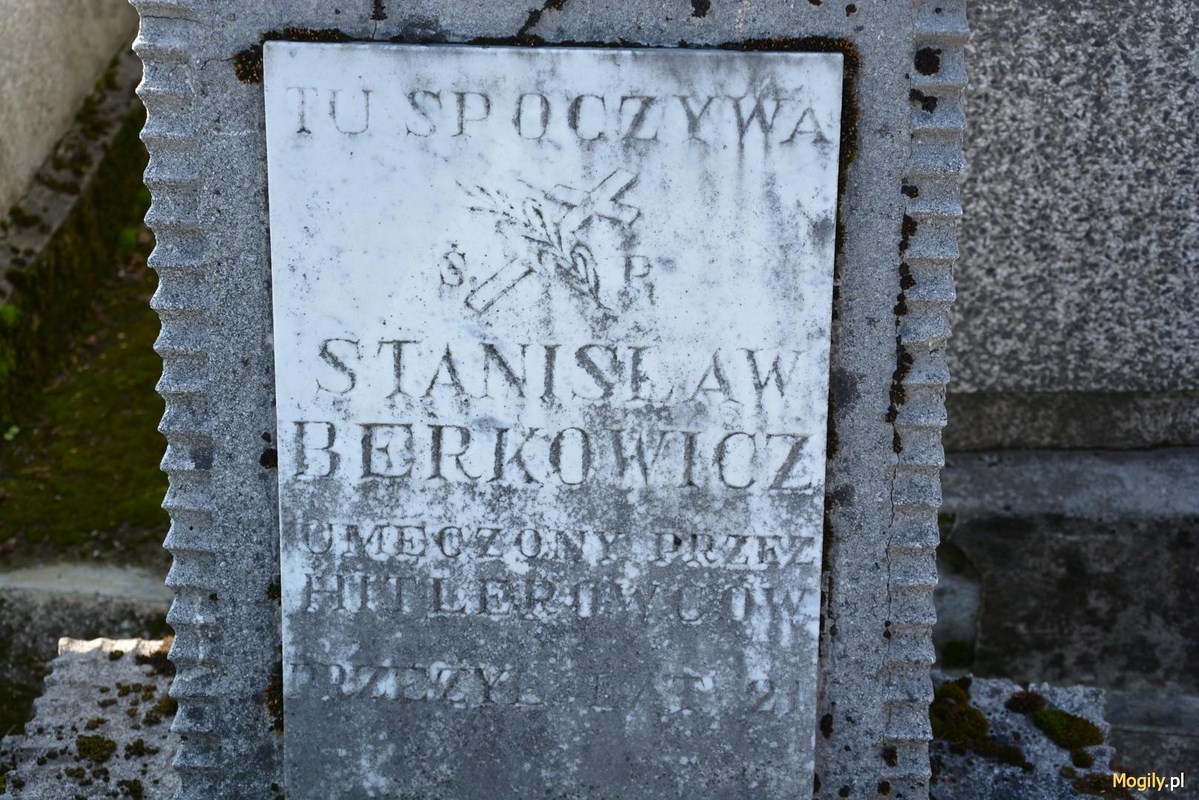 TU SPOCZYWA
Ś P
STANISŁAW
BERKOWICZ
UMĘCZONY PRZEZ
HITLEROWCÓW
PRZEŻYŁ LAT 21
Mogily.pl